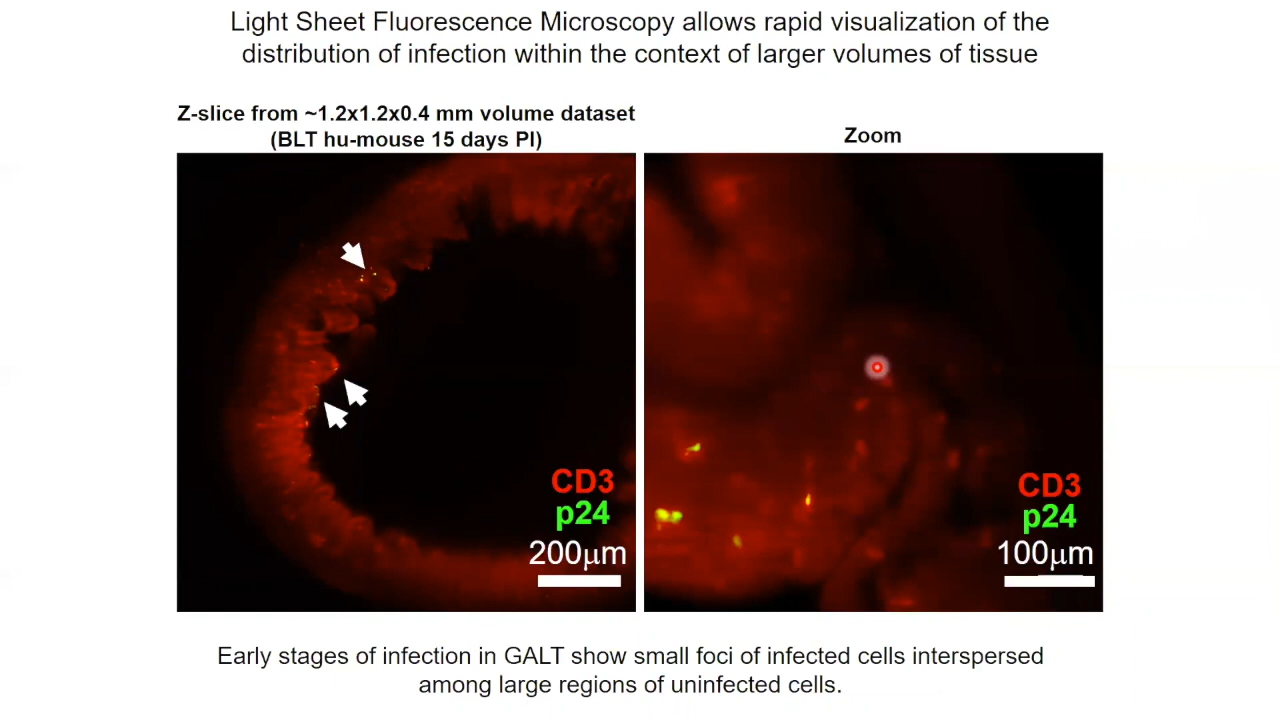 Light Sheet Fluorescence Microscopy allows rapid visualization of the
distribution of infection within the context of larger volumes of tissue
Z-slice from ~1.2x1.2x0.4 mm volume dataset
(BLT hu-mouse 15 days PI)
Zoom
CD3
p24
200μm
CD3
p24
100μm
Early stages of infection in GALT show small foci of infected cells interspersed
among large regions of uninfected cells.